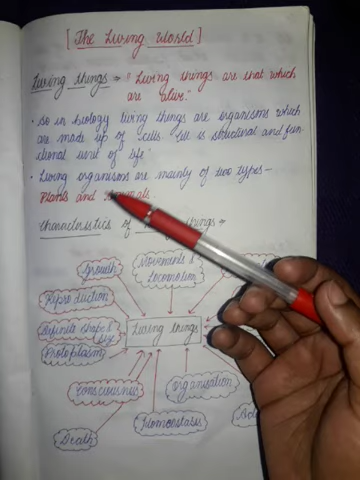 [ The Living World ]
Living things ⇒ "Living things are that which
are alive."
• so in biology living things are organisms which
are made up of cells. Cell is structural and fun-
ctional unit of life"
• Living organisms are mainly of two types -
Plants and
Characteristics of things ⇒
Growth
Movements &
Locomotion
Reproduction
Definite shape &
size
Protoplasm
Living things
Consciousness
Organisation
Death
Homoeostasis